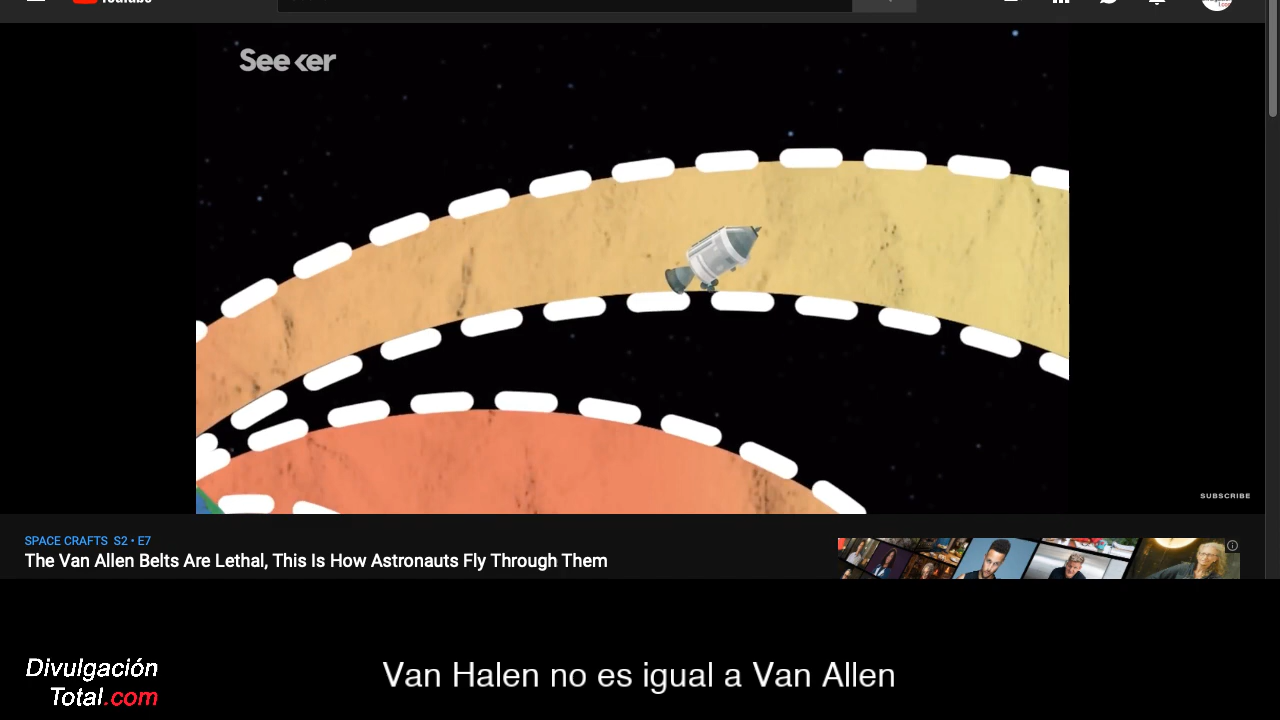 YouTube
Seeker
SUBSCRIBE
SPACE CRAFTS S2 • E7
The Van Allen Belts Are Lethal, This Is How Astronauts Fly Through Them
Divulgación
Total.com
Van Halen no es igual a Van Allen